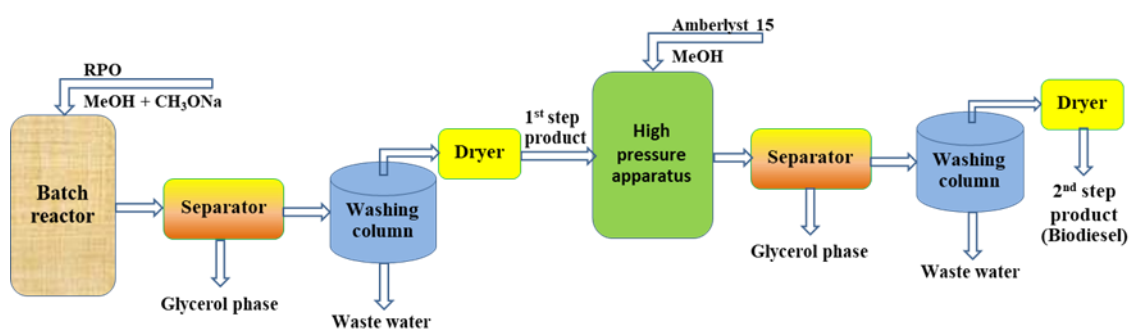 RPO
MeOH + CH₃ONa
Batch
reactor
Separator
Glycerol phase
Washing
column
Waste water
Dryer
1st step
product
Amberlyst 15
MeOH
High
pressure
apparatus
Separator
Glycerol phase
Washing
column
Waste water
Dryer
2nd step
product
(Biodiesel)